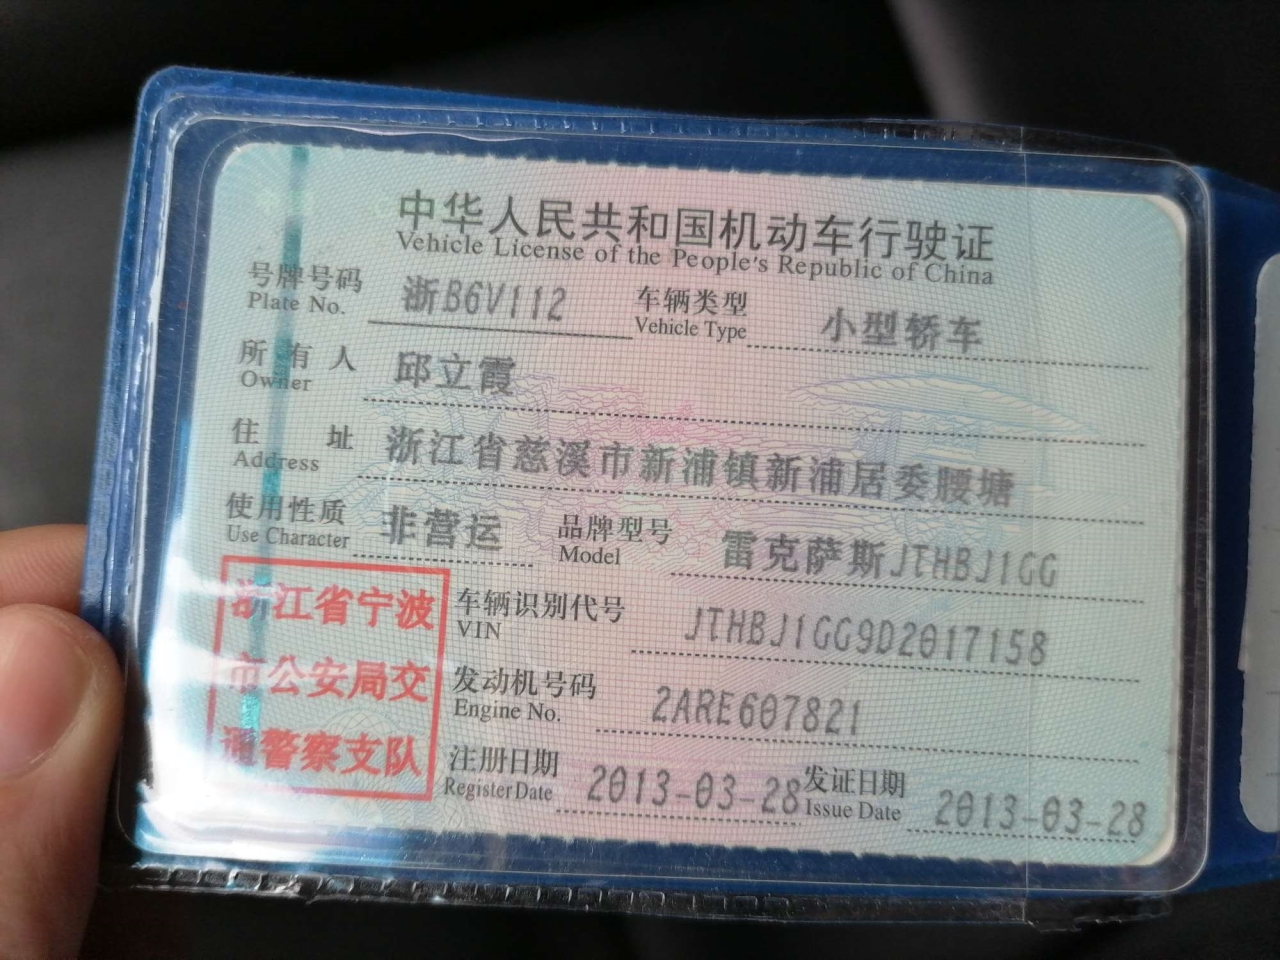 中华人民共和国机动车行驶证
Vehicle License of the People's Republic of China
号牌号码 浙B6V112 车辆类型 小型轿车
Plate No. Vehicle Type
所有人 邱立霞
Owner
住址 浙江省慈溪市新浦镇新浦居委腰塘
Address
使用性质 非营运 品牌型号 雷克萨斯JTHBJ1GG
Use Character Model
浙江省宁波 车辆识别代号 JTHBJ1GG9D2017158
VIN
市公安局交 发动机号码 2ARE607821
Engine No.
通警察支队 注册日期 2013-03-28 发证日期 2013-03-28
Register Date Issue Date